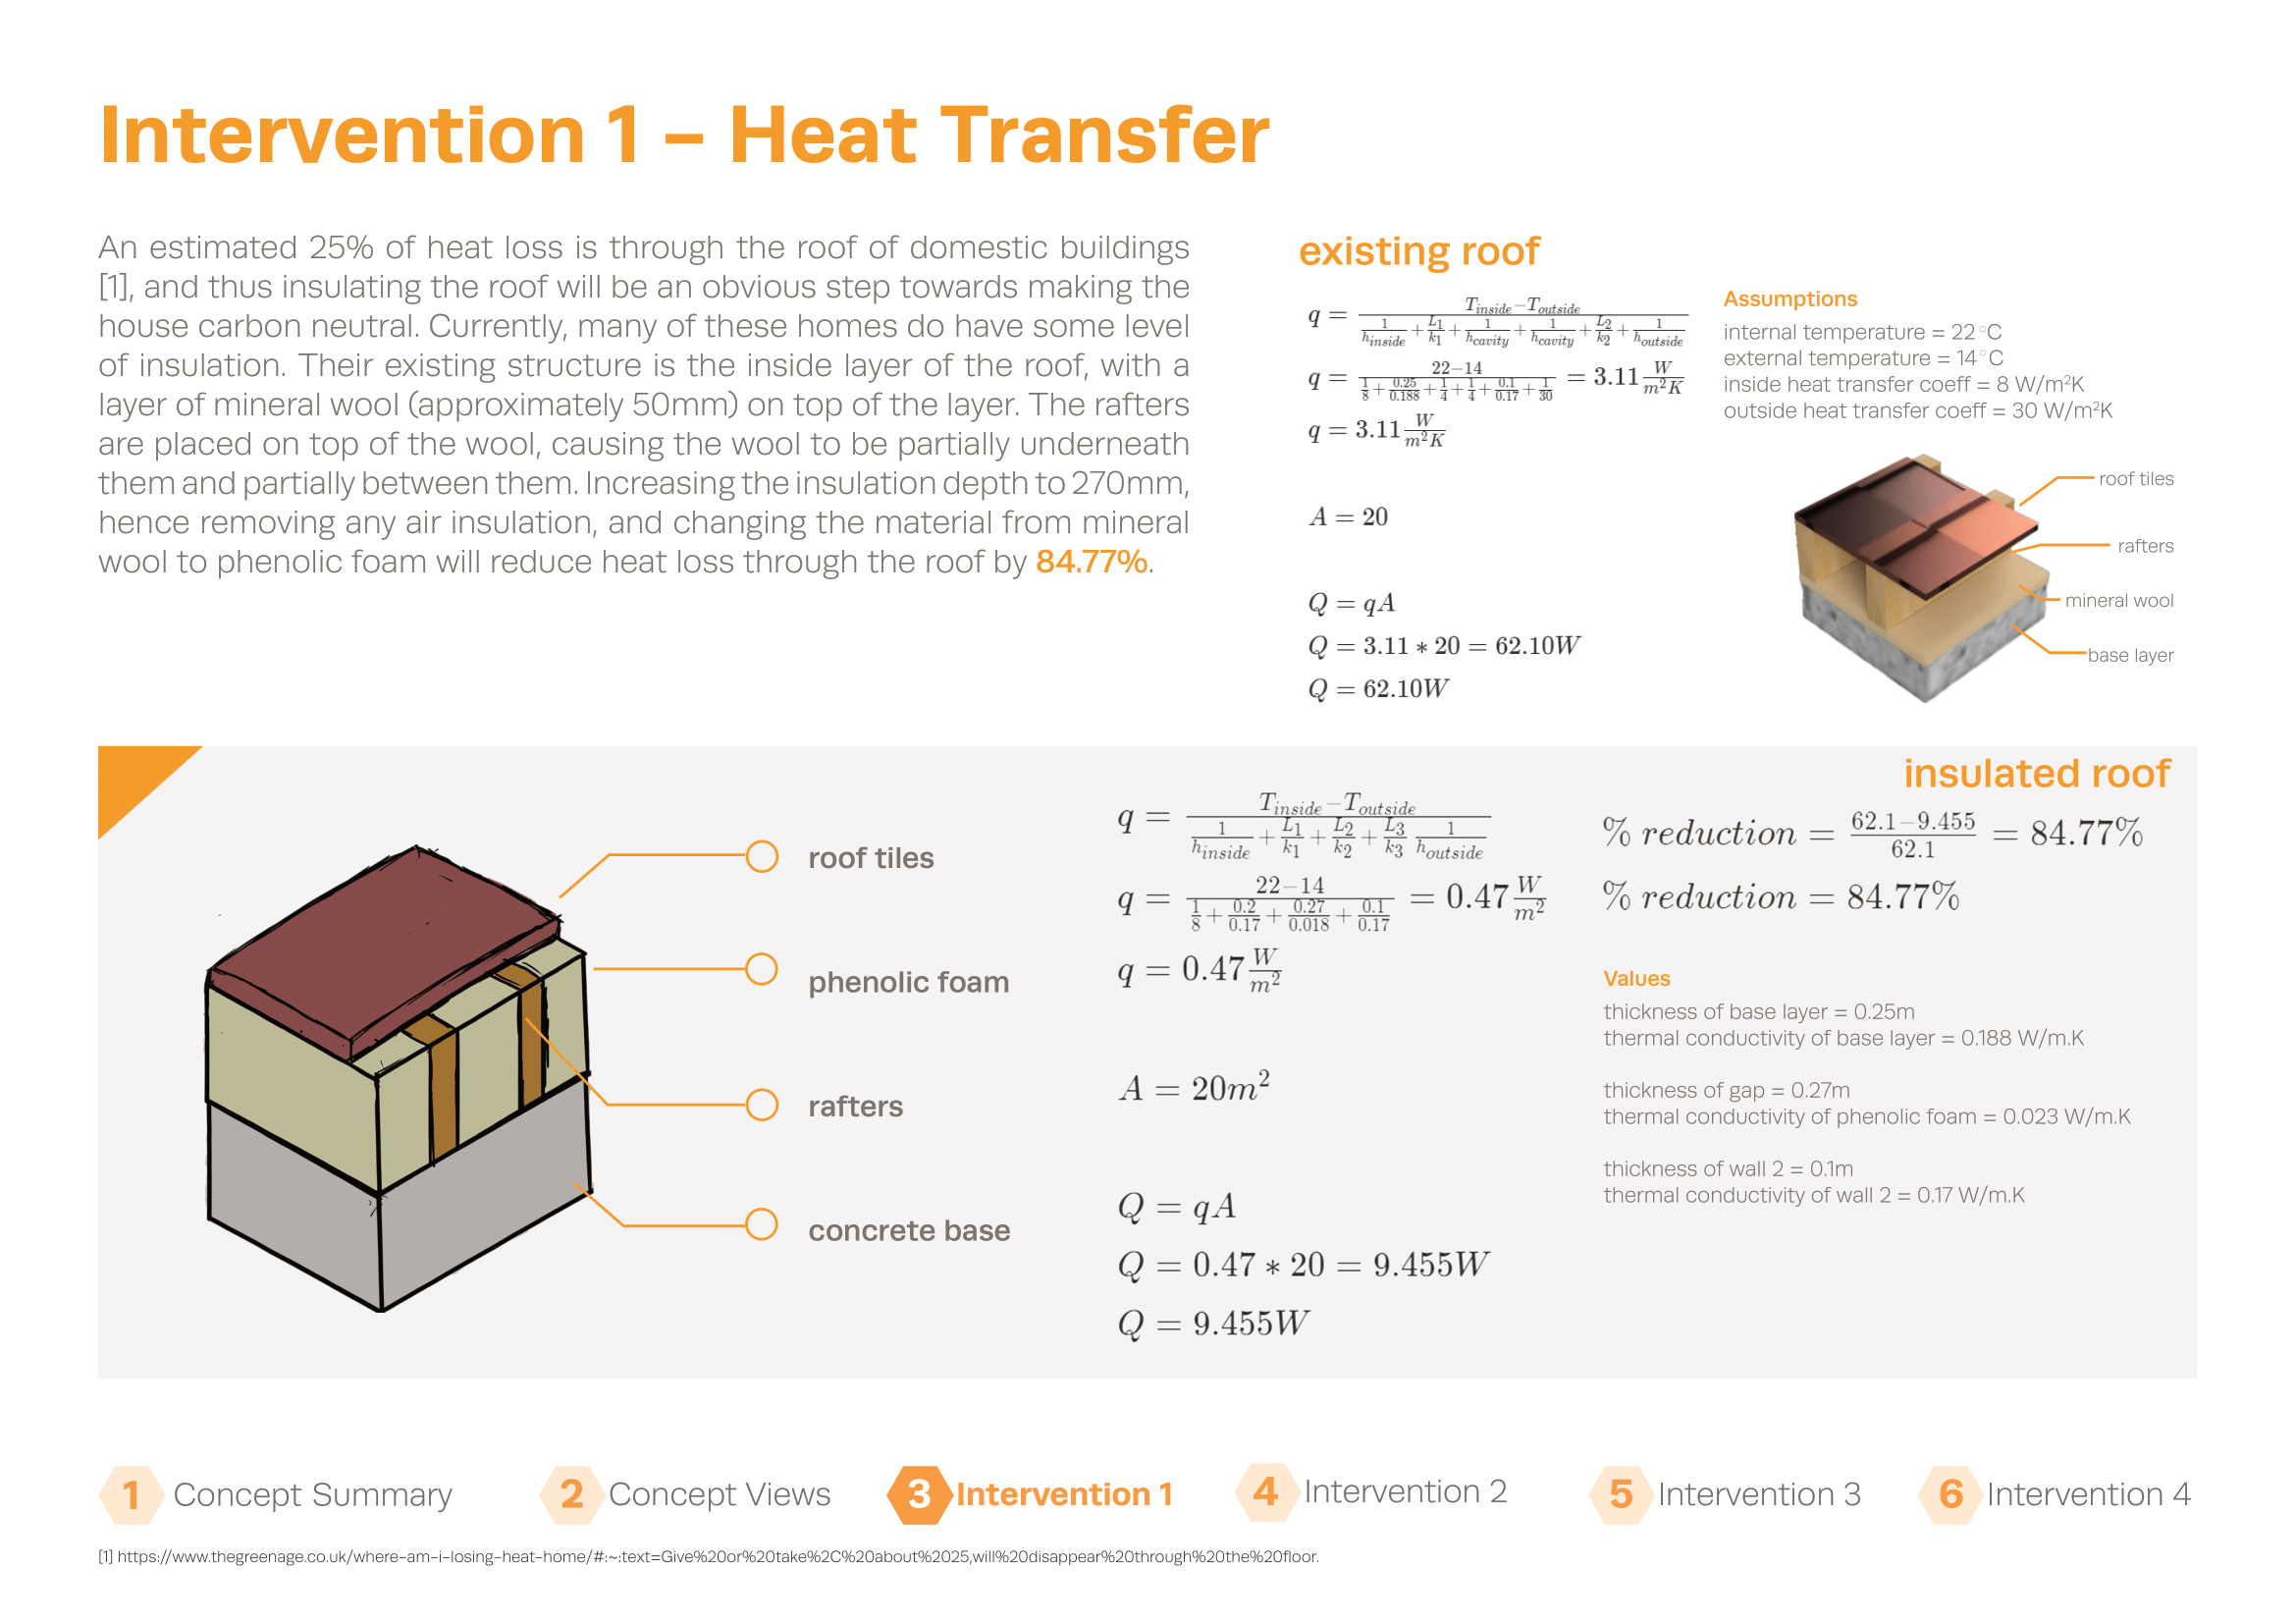 Intervention 1 – Heat Transfer
An estimated 25% of heat loss is through the roof of domestic buildings
[1], and thus insulating the roof will be an obvious step towards making the
house carbon neutral. Currently, many of these homes do have some level
of insulation. Their existing structure is the inside layer of the roof, with a
layer of mineral wool (approximately 50mm) on top of the layer. The rafters
are placed on top of the wool, causing the wool to be partially underneath
them and partially between them. Increasing the insulation depth to 270mm,
hence removing any air insulation, and changing the material from mineral
wool to phenolic foam will reduce heat loss through the roof by 84.77%.
existing roof
q = \frac{T_{inside}-T_{outside}}{\frac{1}{h_{inside}}+\frac{L_1}{k_1}+\frac{1}{h_{cavity}}+\frac{1}{h_{cavity}}+\frac{L_2}{k_2}+\frac{1}{h_{outside}}}
q = \frac{22-14}{\frac{1}{8}+\frac{0.25}{0.188}+\frac{1}{4}+\frac{1}{4}+\frac{0.1}{0.17}+\frac{1}{30}} = 3.11\frac{W}{m^2K}
q = 3.11\frac{W}{m^2K}
A = 20
Q = qA
Q = 3.11 * 20 = 62.10W
Q = 62.10W
Assumptions
internal temperature = 22 °C
external temperature = 14°C
inside heat transfer coeff = 8 W/m²K
outside heat transfer coeff = 30 W/m²K
roof tiles
rafters
mineral wool
base layer
insulated roof
roof tiles
phenolic foam
rafters
concrete base
q = \frac{T_{inside}-T_{outside}}{\frac{1}{h_{inside}}+\frac{L_1}{k_1}+\frac{L_2}{k_2}+\frac{L_3}{k_3}\frac{1}{h_{outside}}}
q = \frac{22-14}{\frac{1}{8}+\frac{0.2}{0.17}+\frac{0.27}{0.018}+\frac{0.1}{0.17}} = 0.47\frac{W}{m^2}
q = 0.47\frac{W}{m^2}
A = 20m²
Q = qA
Q = 0.47 * 20 = 9.455W
Q = 9.455W
% reduction = \frac{62.1-9.455}{62.1} = 84.77%
% reduction = 84.77%
Values
thickness of base layer = 0.25m
thermal conductivity of base layer = 0.188 W/m.K
thickness of gap = 0.27m
thermal conductivity of phenolic foam = 0.023 W/m.K
thickness of wall 2 = 0.1m
thermal conductivity of wall 2 = 0.17 W/m.K
1 Concept Summary
2 Concept Views
3 Intervention 1
4 Intervention 2
5 Intervention 3
6 Intervention 4
[1] https://www.thegreenage.co.uk/where-am-i-losing-heat-home/#:~:text=Give%20or%20take%2C%20about%2025,will%20disappear%20through%20the%20floor.